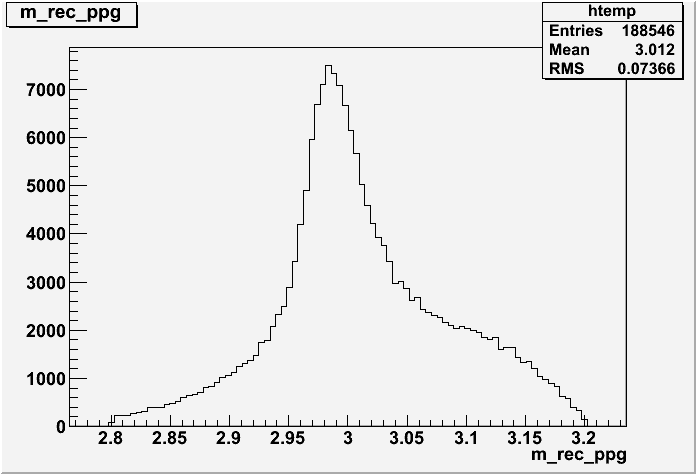 m_rec_ppg
htemp
Entries 188546
Mean 3.012
RMS 0.07366
7000
6000
5000
4000
3000
2000
1000
0
2.8 2.85 2.9 2.95 3 3.05 3.1 3.15 3.2
m_rec_ppg